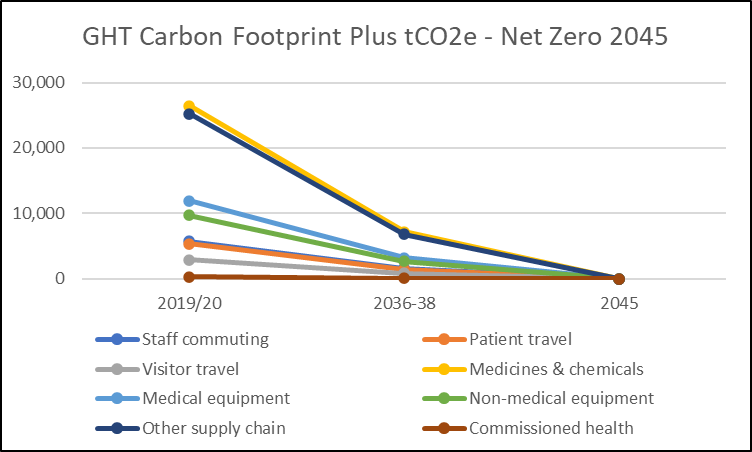 GHT Carbon Footprint Plus tCO2e - Net Zero 2045
30,000
20,000
10,000
0
2019/20 2036-38 2045
Staff commuting Patient travel
Visitor travel Medicines & chemicals
Medical equipment Non-medical equipment
Other supply chain Commissioned health